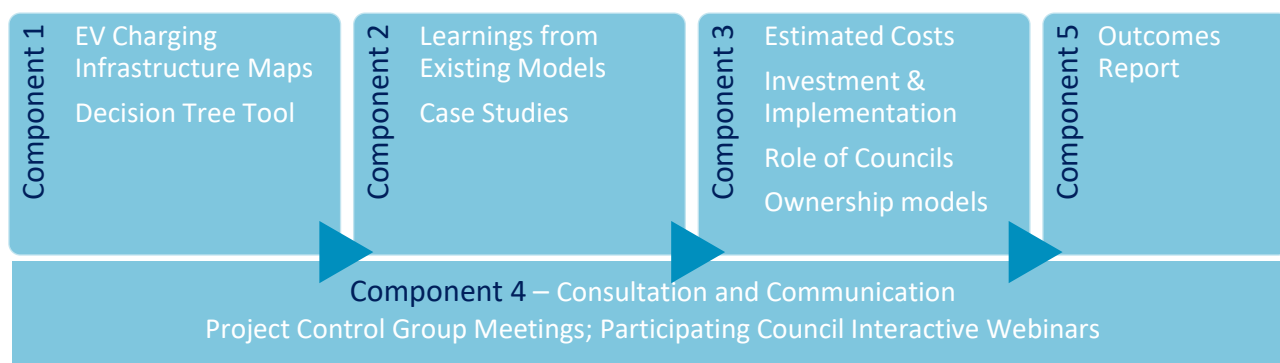 Component 1
EV Charging
Infrastructure Maps
Decision Tree Tool
Component 2
Learnings from
Existing Models
Case Studies
Component 3
Estimated Costs
Investment &
Implementation
Role of Councils
Ownership models
Component 5
Outcomes
Report
Component 4 – Consultation and Communication
Project Control Group Meetings; Participating Council Interactive Webinars